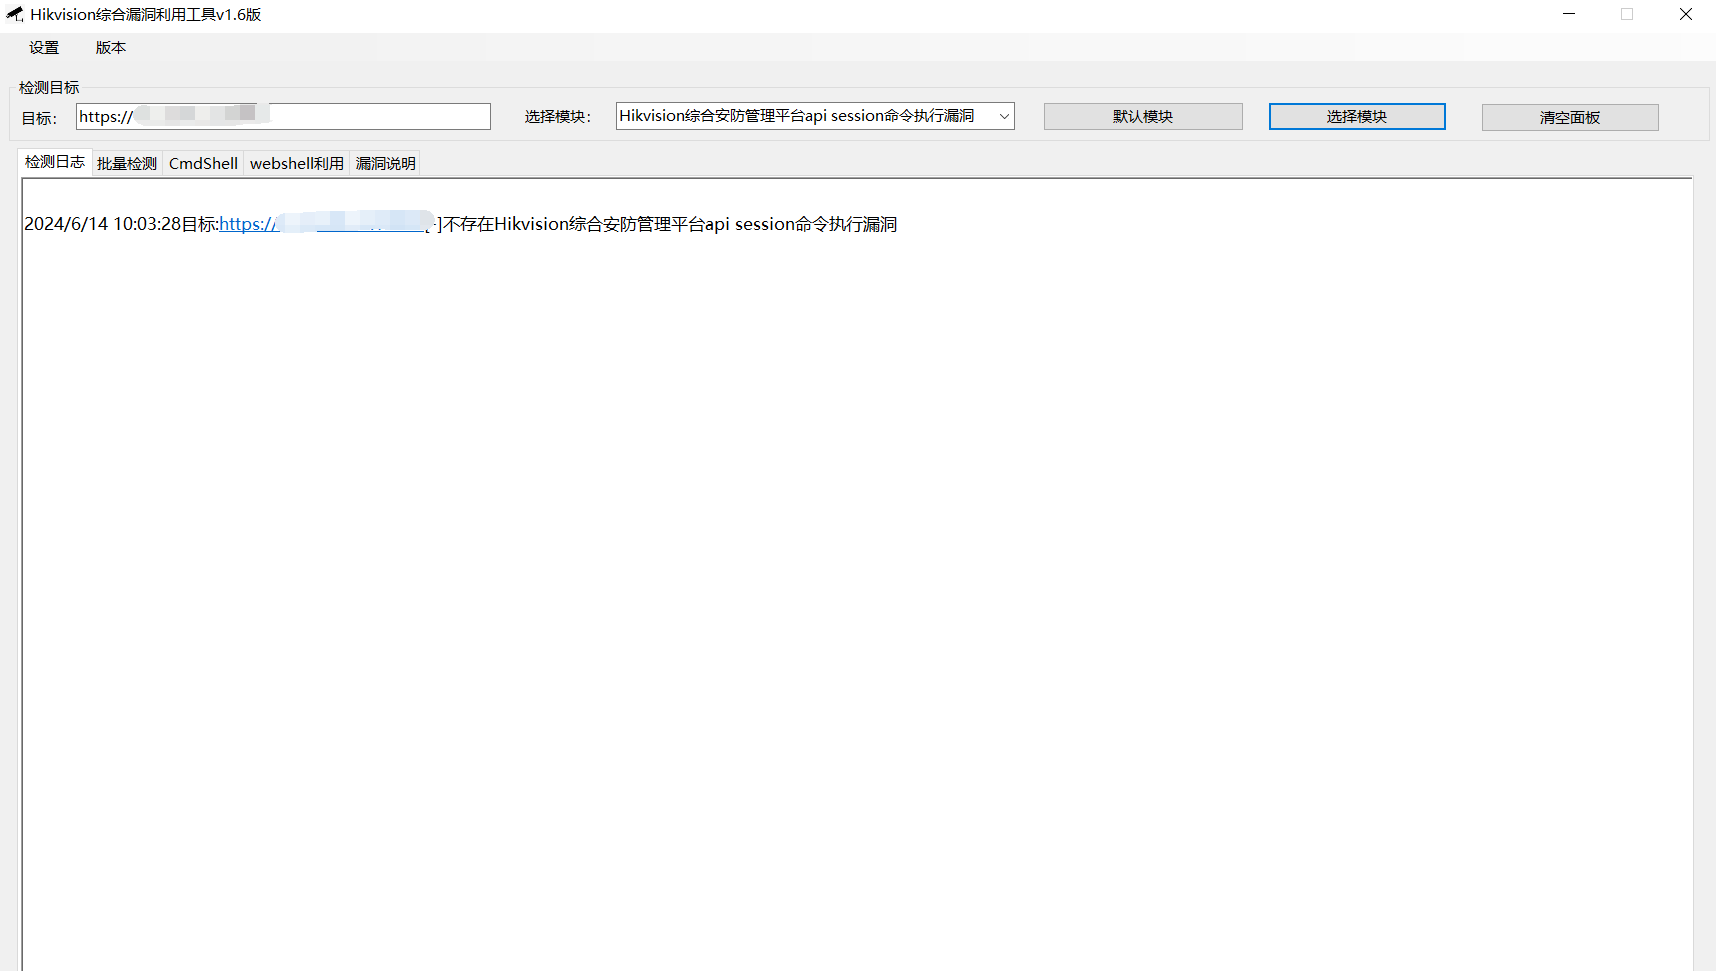 Hikvision综合漏洞利用工具v1.6版
设置 版本
检测目标
目标： https:// 选择模块： Hikvision综合安防管理平台api session命令执行漏洞 默认模块 选择模块 清空面板
检测日志 批量检测 CmdShell webshell利用 漏洞说明
2024/6/14 10:03:28目标:https:// [-]不存在Hikvision综合安防管理平台api session命令执行漏洞